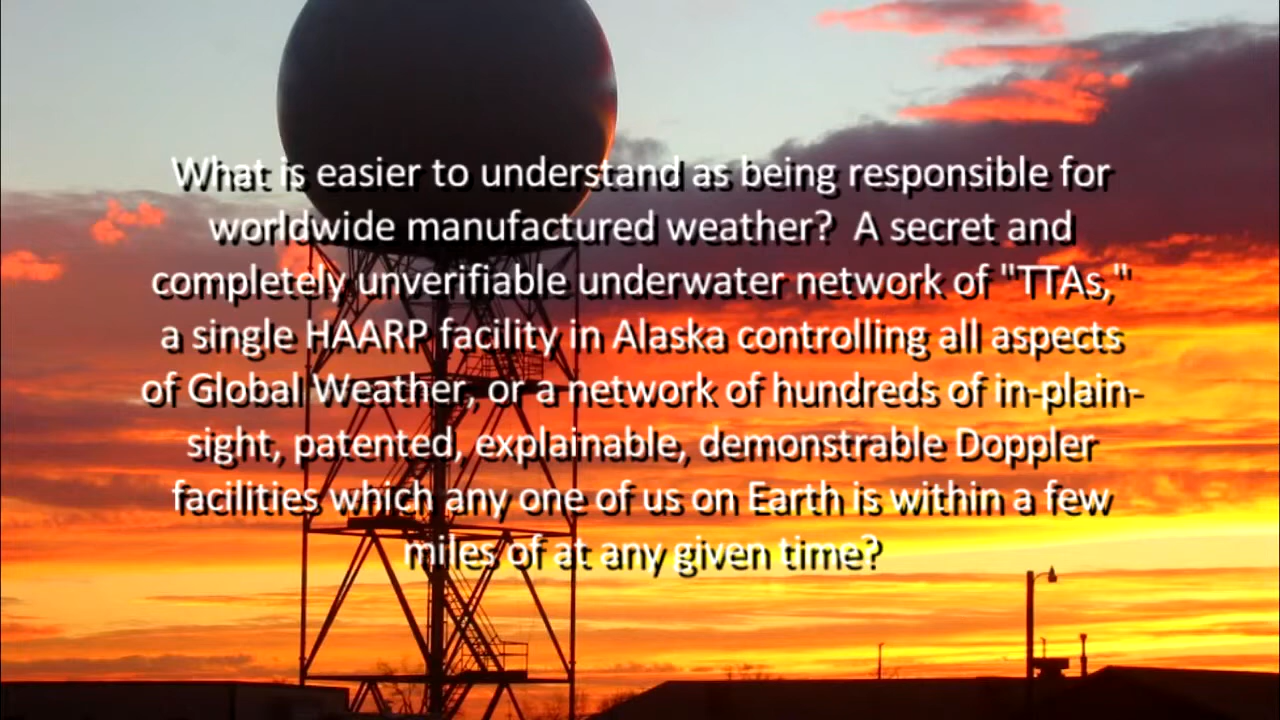 What is easier to understand as being responsible for
worldwide manufactured weather?  A secret and
completely unverifiable underwater network of "TTAs,"
a single HAARP facility in Alaska controlling all aspects
of Global Weather, or a network of hundreds of in-plain-
sight, patented, explainable, demonstrable Doppler
facilities which any one of us on Earth is within a few
miles of at any given time?